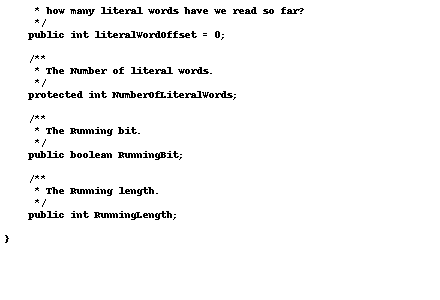 * how many literal words have we read so far?
*/
public int literalWordOffset = 0;
/**
* The Number of literal words.
*/
protected int NumberOfLiteralWords;
/**
* The Running bit.
*/
public boolean RunningBit;
/**
* The Running length.
*/
public int RunningLength;
}